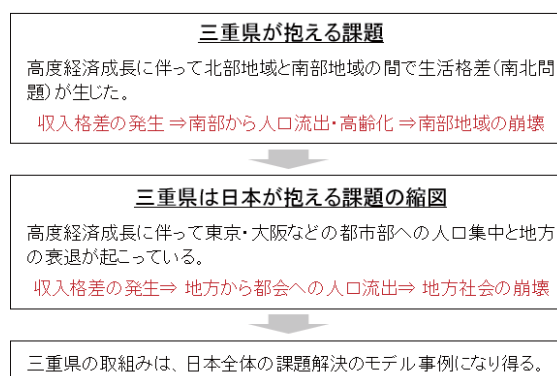 三重県が抱える課題
高度経済成長に伴って北部地域と南部地域の間で生活格差(南北問
題)が生じた。
収入格差の発生⇒南部から人口流出・高齢化⇒南部地域の崩壊
三重県は日本が抱える課題の縮図
高度経済成長に伴って東京・大阪などの都市部への人口集中と地方
の衰退が起こっている。
収入格差の発生⇒ 地方から都会への人口流出⇒ 地方社会の崩壊
三重県の取組みは、日本全体の課題解決のモデル事例になり得る。